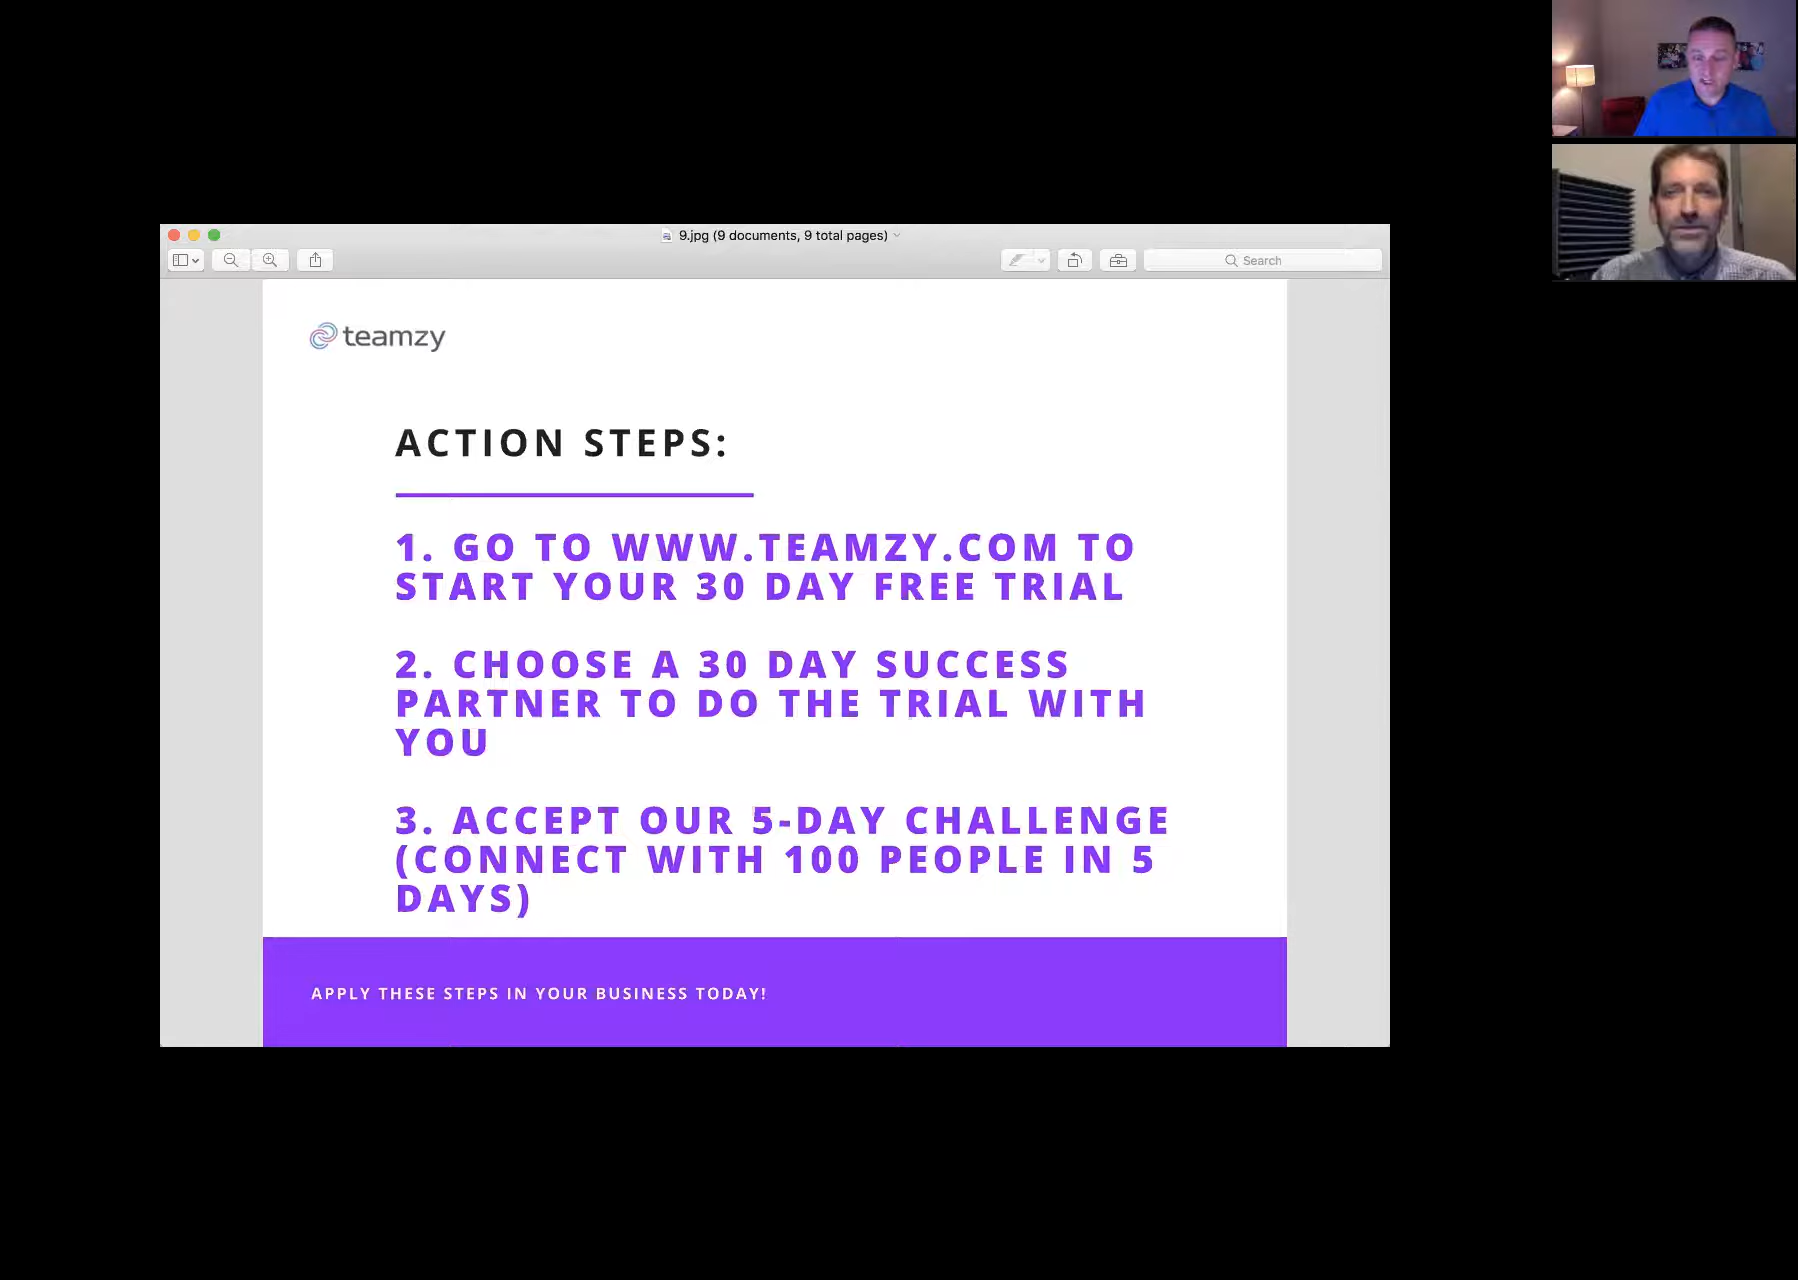 9.jpg (9 documents, 9 total pages)
Search
teamzy
ACTION STEPS:
1. GO TO WWW.TEAMZY.COM TO
START YOUR 30 DAY FREE TRIAL
2. CHOOSE A 30 DAY SUCCESS
PARTNER TO DO THE TRIAL WITH
YOU
3. ACCEPT OUR 5-DAY CHALLENGE
(CONNECT WITH 100 PEOPLE IN 5
DAYS)
APPLY THESE STEPS IN YOUR BUSINESS TODAY!